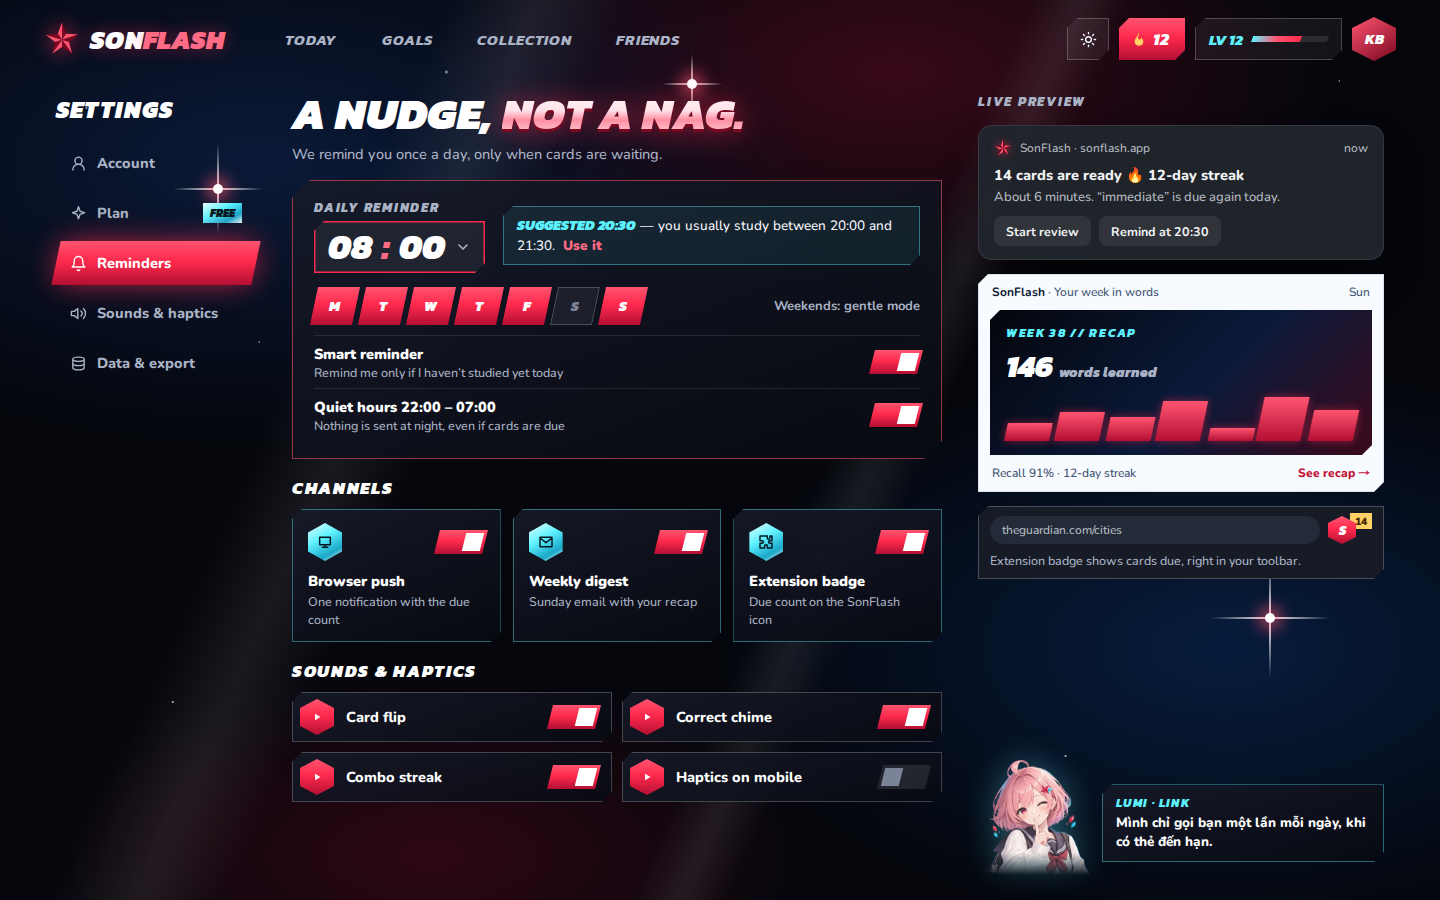 SONFLASH
TODAY
GOALS
COLLECTION
FRIENDS
12
LV 12
KB
SETTINGS
Account
Plan
FREE
Reminders
Sounds & haptics
Data & export
A NUDGE, NOT A NAG.
We remind you once a day, only when cards are waiting.
DAILY REMINDER
08 : 00
SUGGESTED 20:30 — you usually study between 20:00 and
21:30. Use it
M T W T F S S
Weekends: gentle mode
Smart reminder
Remind me only if I haven't studied yet today
Quiet hours 22:00 – 07:00
Nothing is sent at night, even if cards are due
CHANNELS
Browser push
One notification with the due
count
Weekly digest
Sunday email with your recap
Extension badge
Due count on the SonFlash
icon
SOUNDS & HAPTICS
Card flip
Correct chime
Combo streak
Haptics on mobile
LIVE PREVIEW
SonFlash · sonflash.app
now
14 cards are ready 🔥 12-day streak
About 6 minutes. “immediate” is due again today.
Start review
Remind at 20:30
SonFlash · Your week in words
Sun
WEEK 38 // RECAP
146 words learned
Recall 91% · 12-day streak
See recap →
theguardian.com/cities
S
14
Extension badge shows cards due, right in your toolbar.
LUMI · LINK
Mình chỉ gọi bạn một lần mỗi ngày, khi
có thẻ đến hạn.